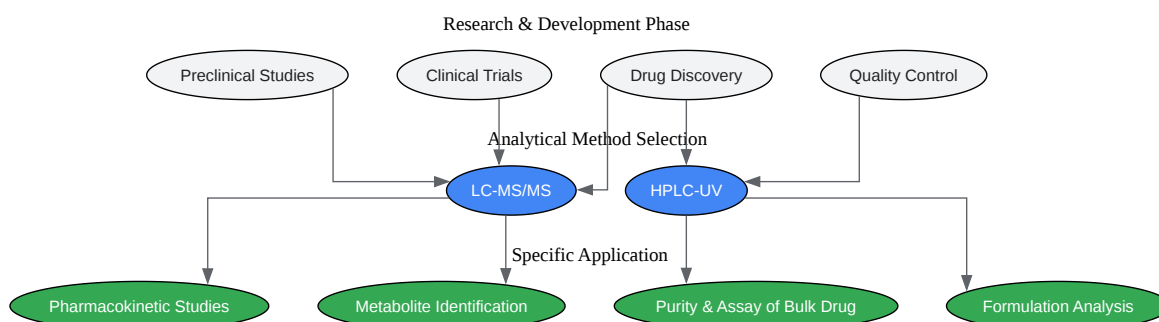 Research & Development Phase
Preclinical Studies
Clinical Trials
Drug Discovery
Quality Control
Analytical Method Selection
LC-MS/MS
HPLC-UV
Specific Application
Pharmacokinetic Studies
Metabolite Identification
Purity & Assay of Bulk Drug
Formulation Analysis